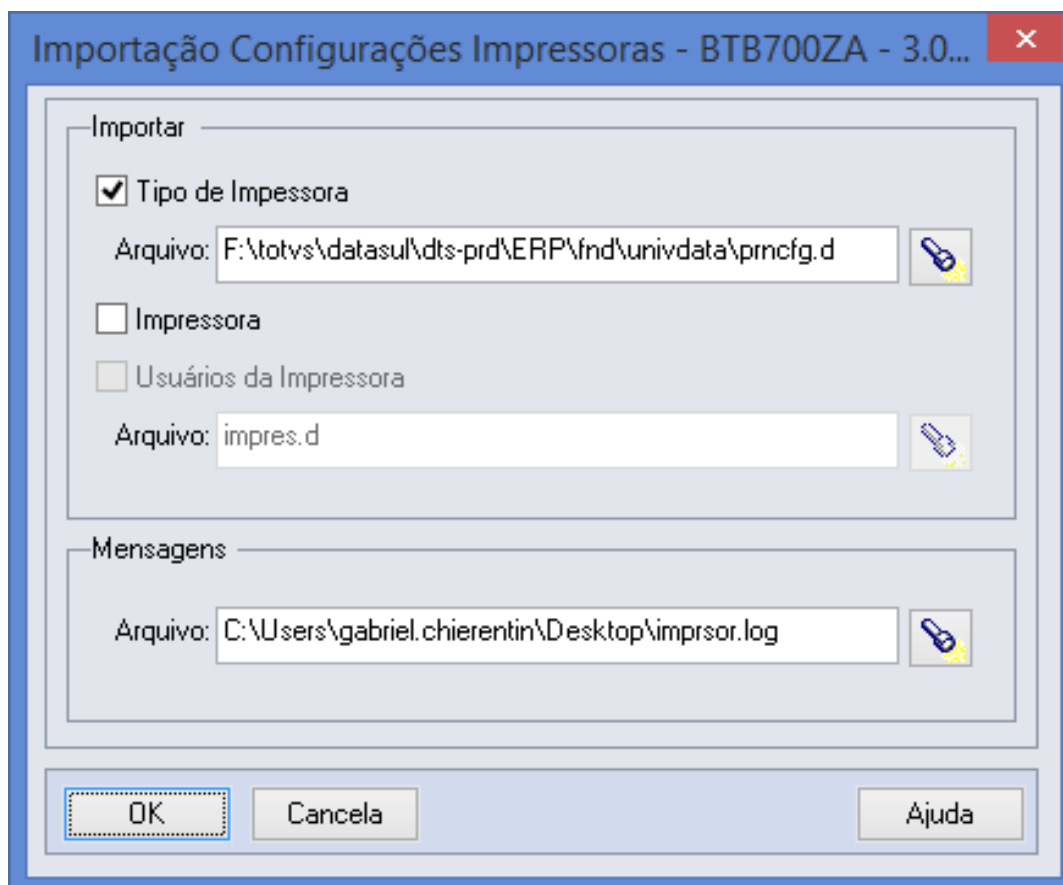 Importação Configurações Impressoras - BTB700ZA - 3.0...
Importar
Tipo de Impessora
Arquivo: F:\totvs\datasul\dts-prd\ERP\fnd\univdata\prncfg.d
Impressora
Usuários da Impressora
Arquivo: impres.d
Mensagens
Arquivo: C:\Users\gabriel.chierentin\Desktop\imprsor.log
OK Cancela Ajuda